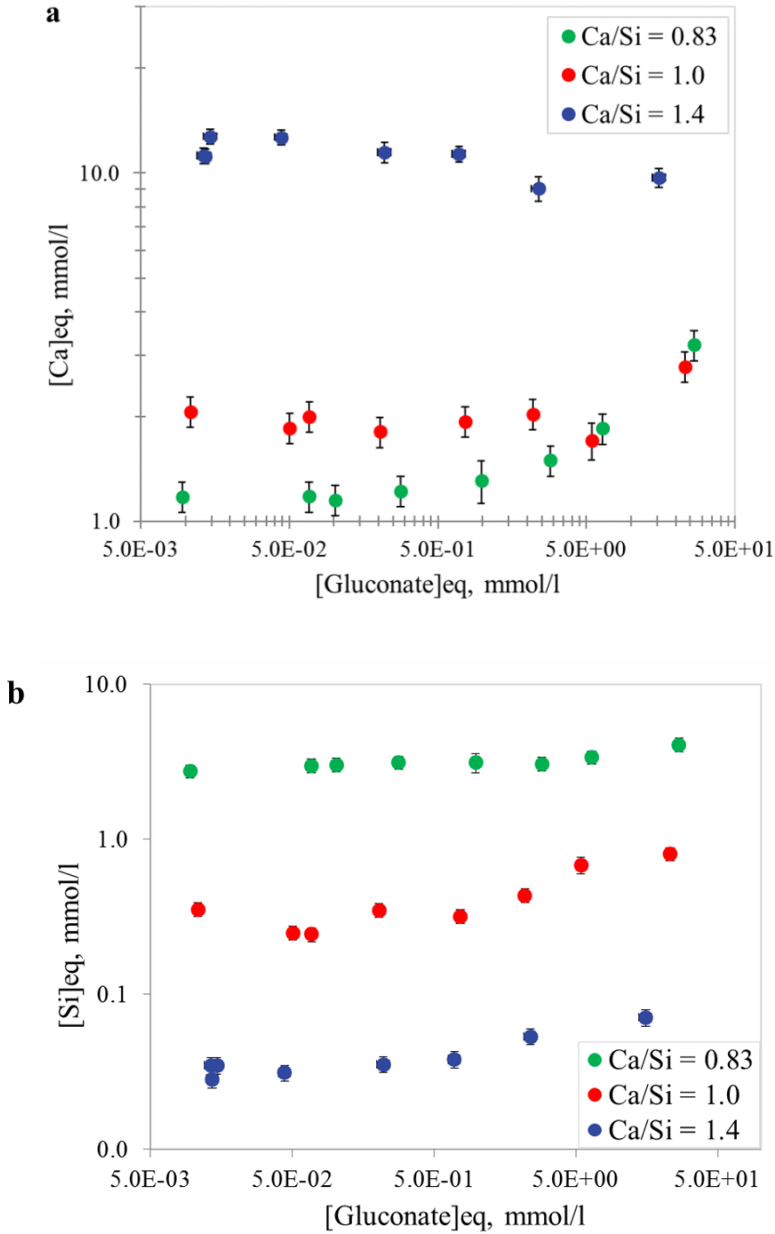 a
Ca/Si = 0.83
Ca/Si = 1.0
Ca/Si = 1.4
10.0
1.0
[Ca]eq, mmol/l
5.0E-03 5.0E-02 5.0E-01 5.0E+00 5.0E+01
[Gluconate]eq, mmol/l
b
10.0
1.0
0.1
0.0
[Si]eq, mmol/l
Ca/Si = 0.83
Ca/Si = 1.0
Ca/Si = 1.4
5.0E-03 5.0E-02 5.0E-01 5.0E+00 5.0E+01
[Gluconate]eq, mmol/l